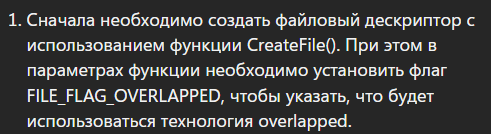 1. Сначала необходимо создать файловый дескриптор с
использованием функции CreateFile(). При этом в
параметрах функции необходимо установить флаг
FILE_FLAG_OVERLAPPED, чтобы указать, что будет
использоваться технология overlapped.